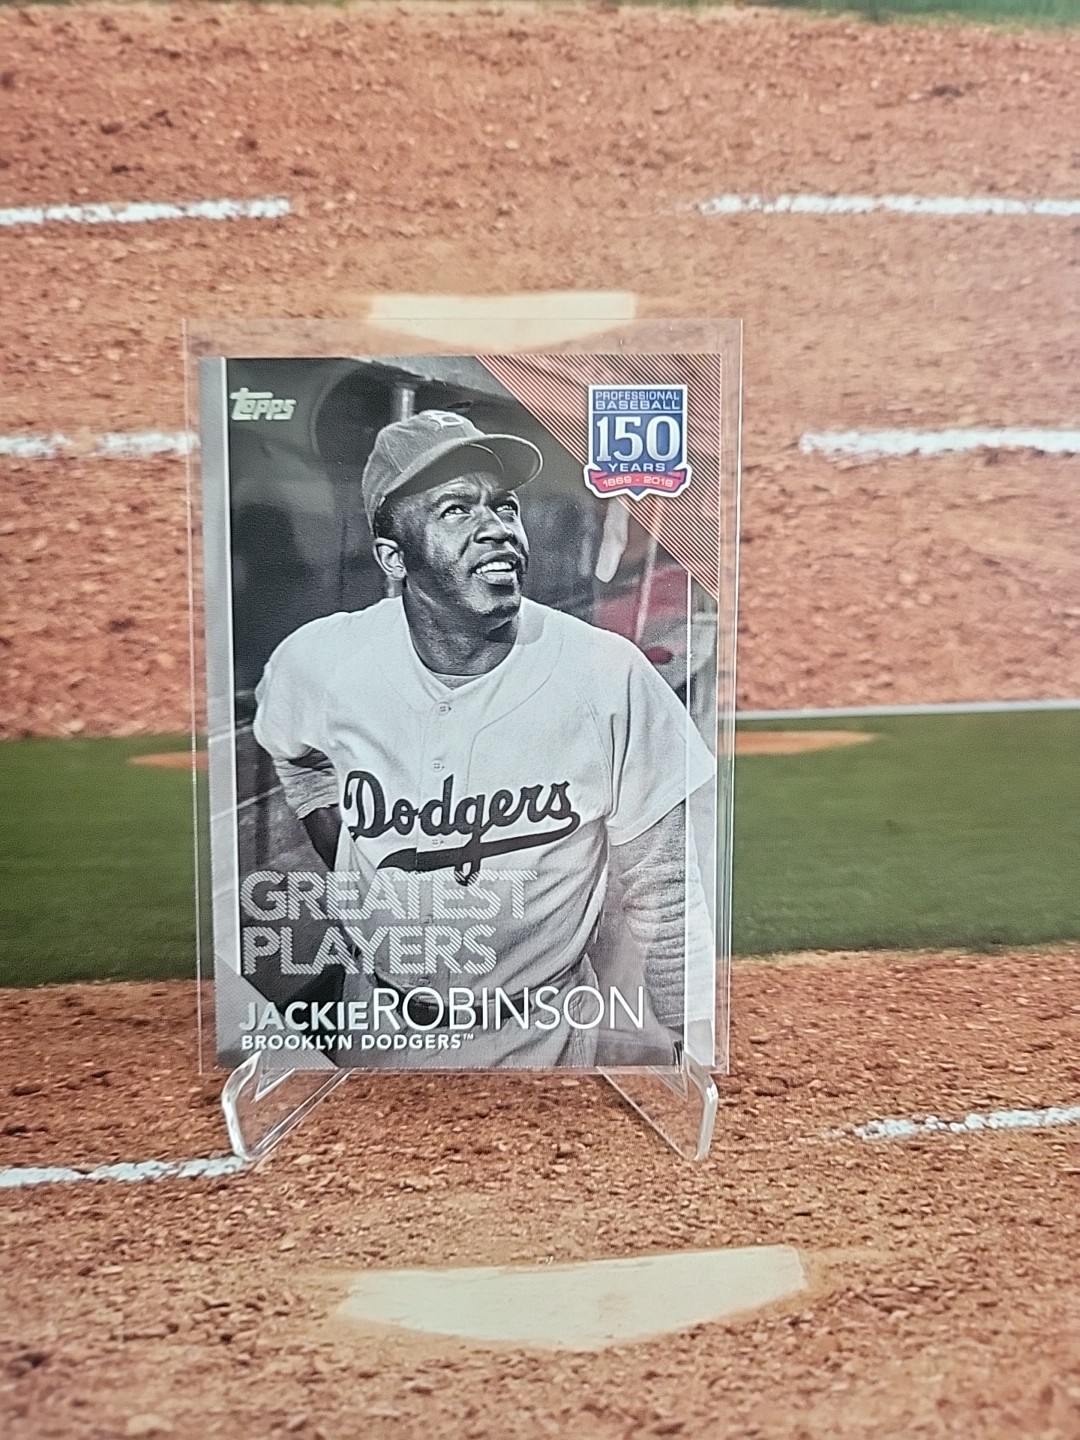 Topps
PROFESSIONAL
BASEBALL
150
YEARS
1869 - 2019
B
Dodgers
GREATEST
PLAYERS
JACKIE ROBINSON
BROOKLYN DODGERS™